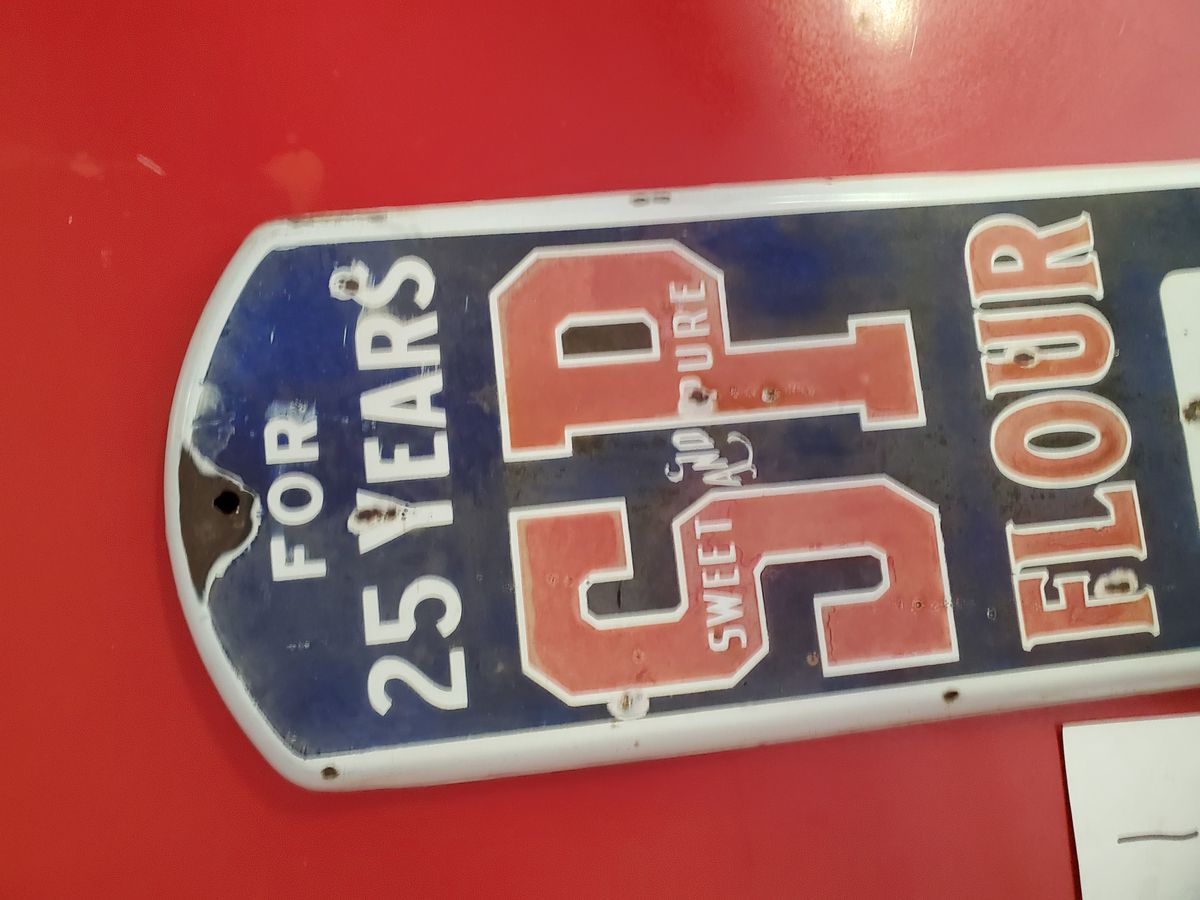 FOR
25 YEARS
SP
SWEET AND PURE
FLOUR